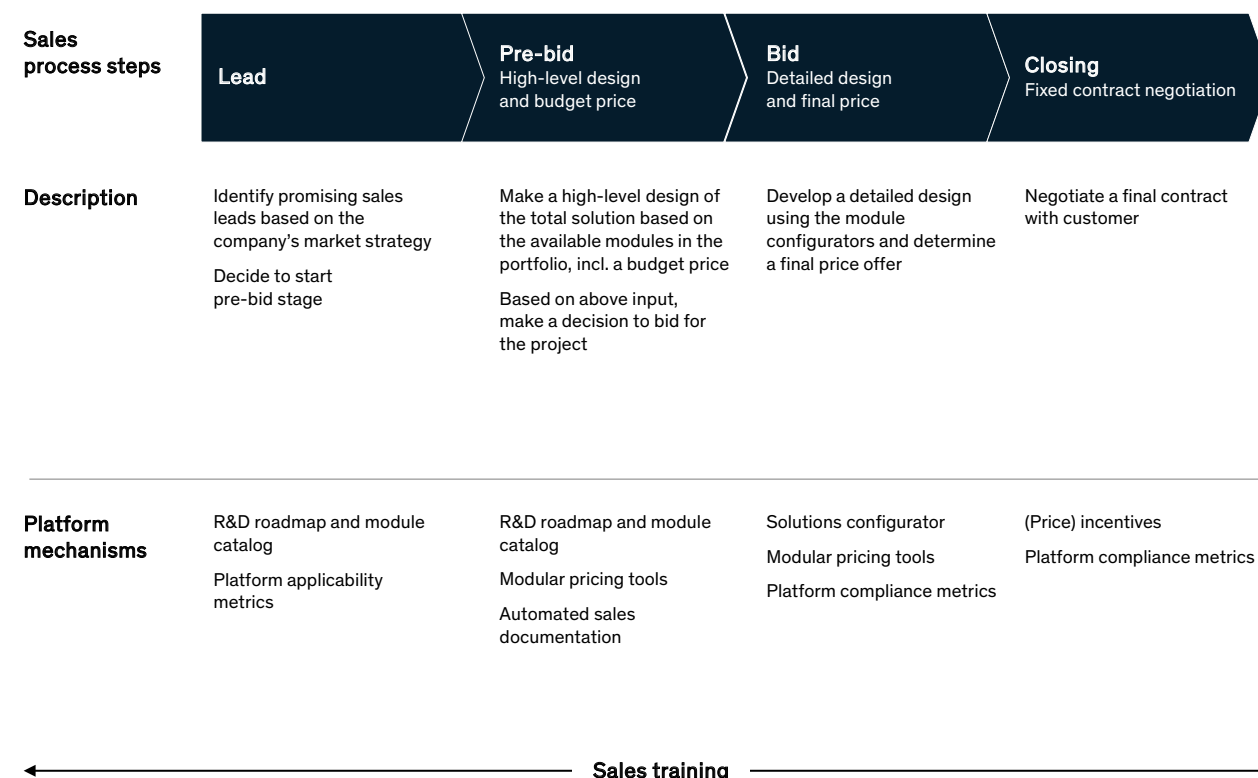 Sales
process steps
Lead
Pre-bid
High-level design
and budget price
Bid
Detailed design
and final price
Closing
Fixed contract negotiation
Description
Identify promising sales
leads based on the
company’s market strategy
Decide to start
pre-bid stage
Make a high-level design of
the total solution based on
the available modules in the
portfolio, incl. a budget price
Based on above input,
make a decision to bid for
the project
Develop a detailed design
using the module
configurators and determine
a final price offer
Negotiate a final contract
with customer
Platform
mechanisms
R&D roadmap and module
catalog
Platform applicability
metrics
R&D roadmap and module
catalog
Modular pricing tools
Automated sales
documentation
Solutions configurator
Modular pricing tools
Platform compliance metrics
(Price) incentives
Platform compliance metrics
Sales training